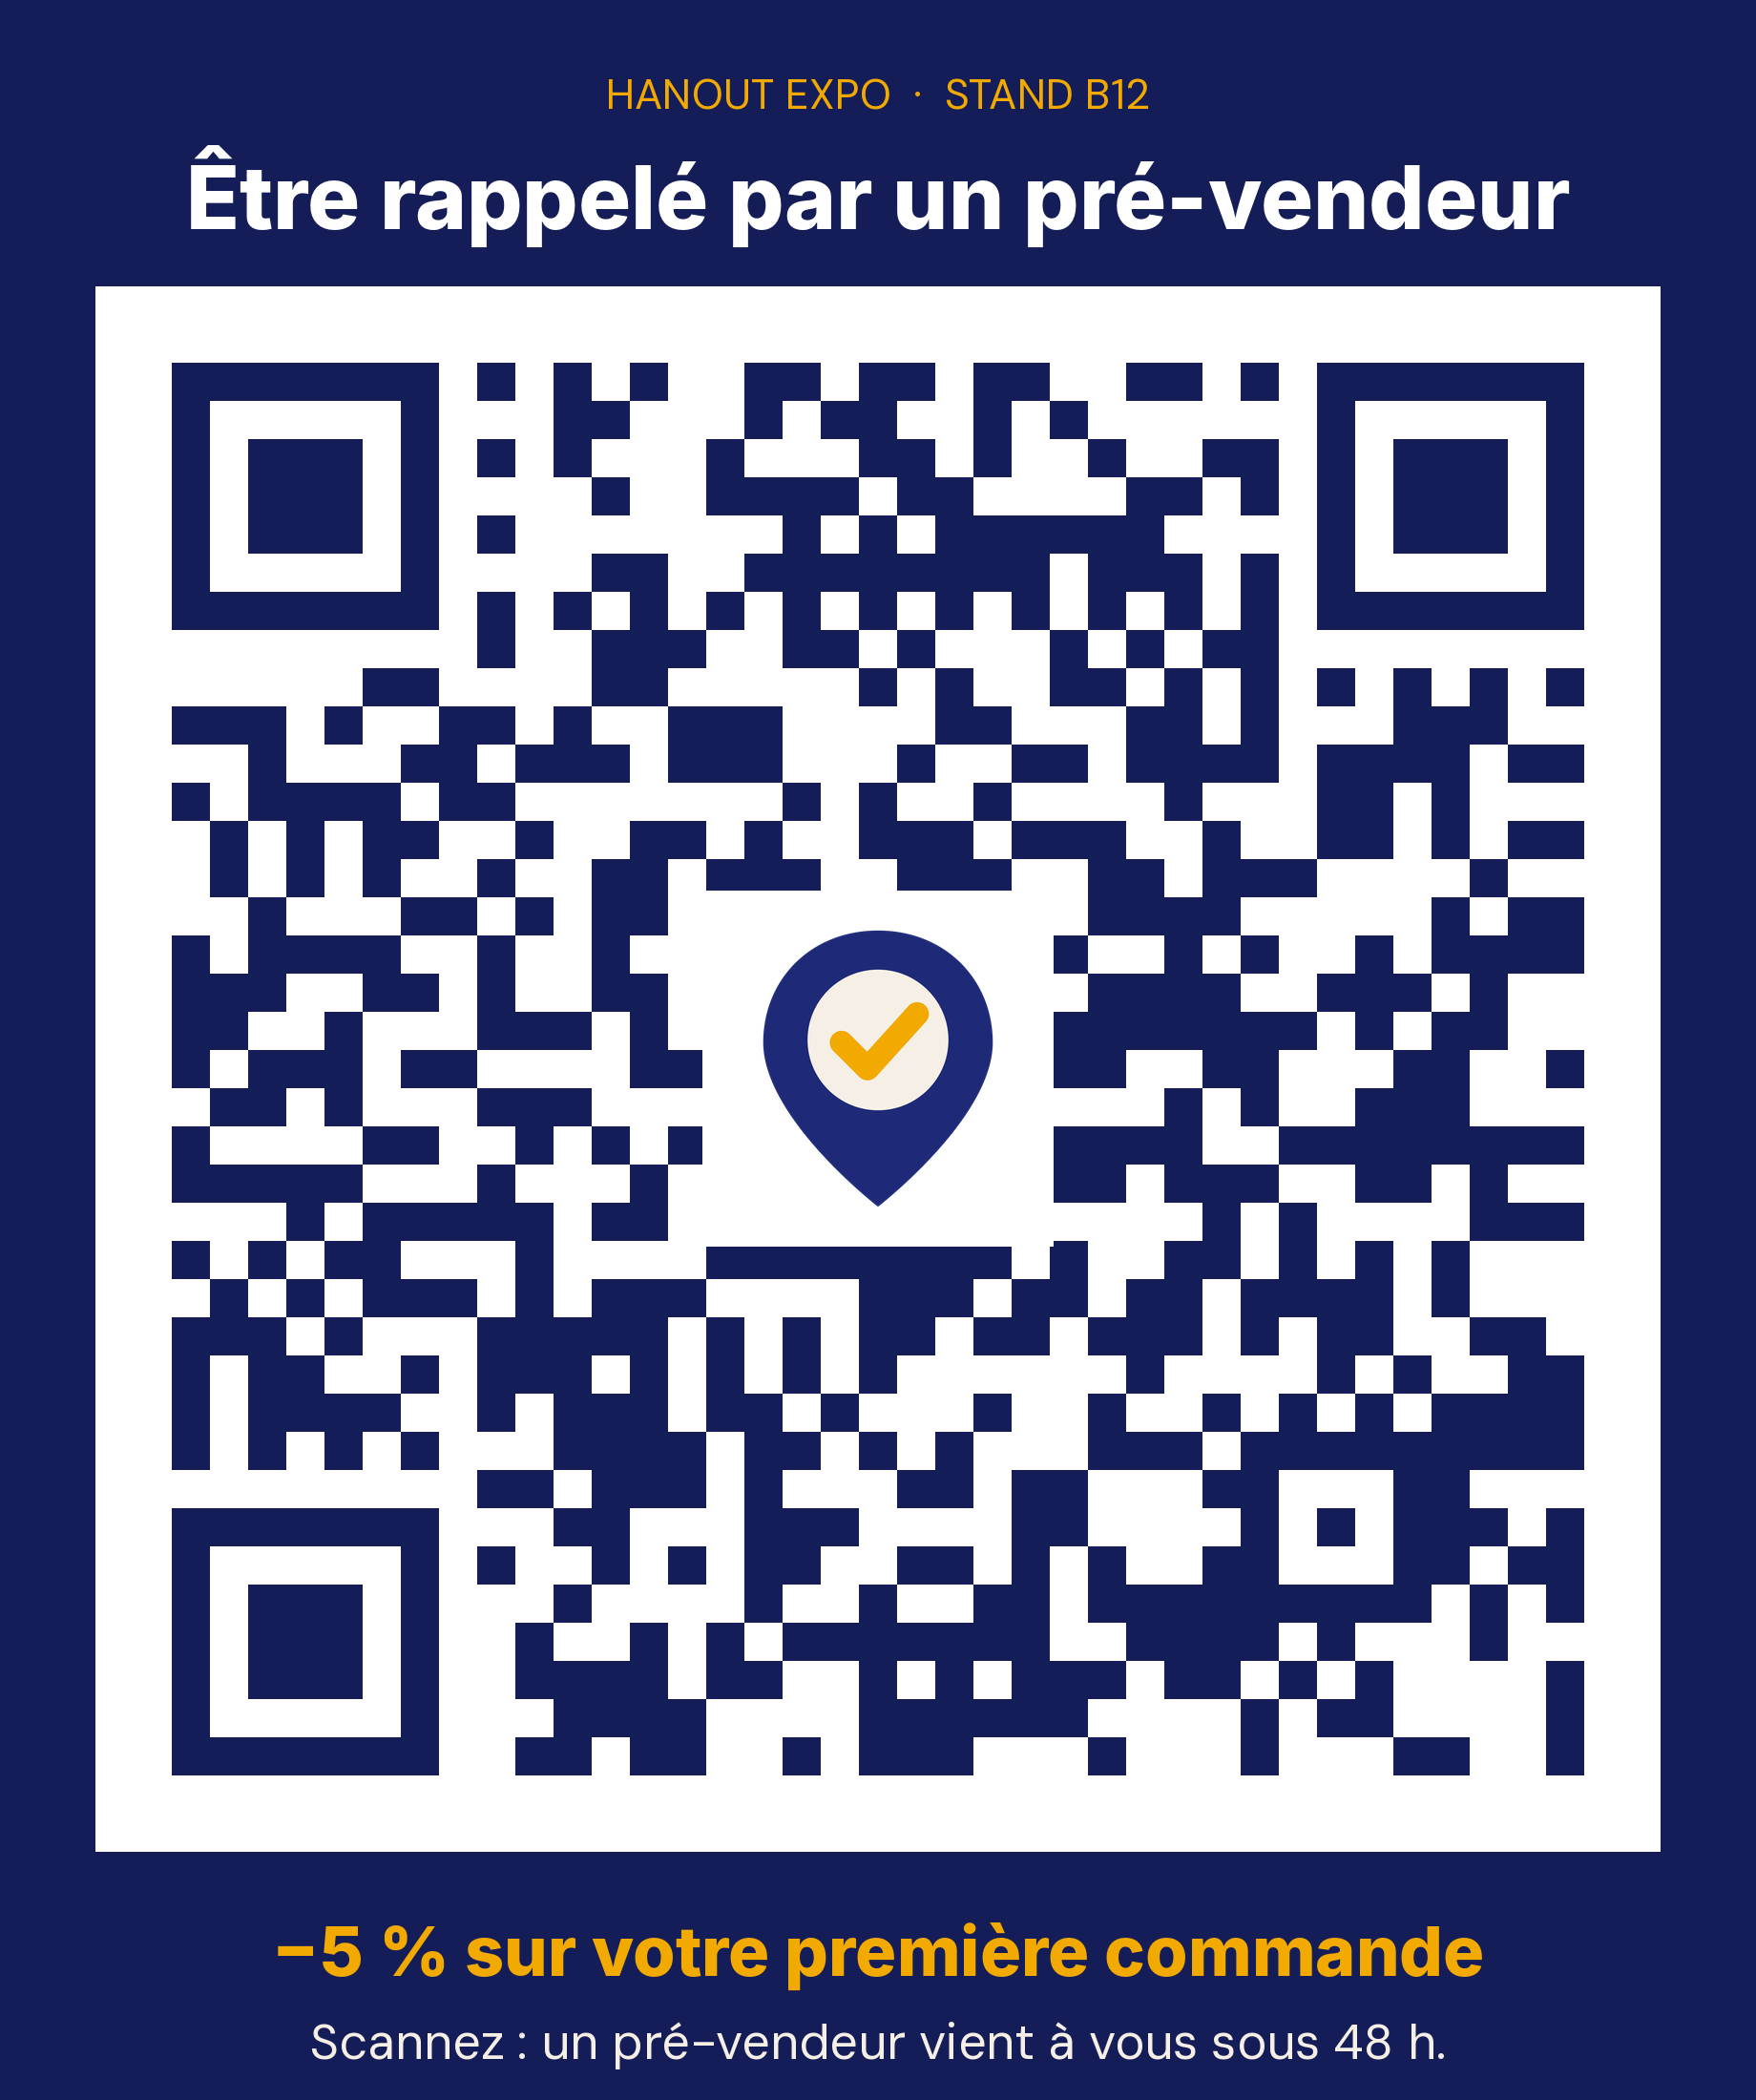 HANOUT EXPO · STAND B12
Être rappelé par un pré-vendeur
−5 % sur votre première commande
Scannez : un pré-vendeur vient à vous sous 48 h.